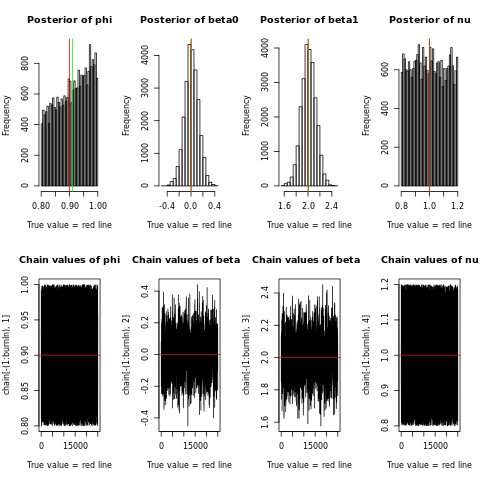 Posterior of phi Posterior of beta0 Posterior of beta1 Posterior of nu
Frequency Frequency Frequency Frequency
0 200 400 600 800
0 1000 2000 3000 4000
0 1000 2000 3000 4000
0 200 400 600
0.80 0.90 1.00 -0.4 0.0 0.4 1.6 2.0 2.4 0.8 1.0 1.2
True value = red line True value = red line True value = red line True value = red line
Chain values of phi Chain values of beta Chain values of beta Chain values of nu
chain[-(1:burnIn), 1] chain[-(1:burnIn), 2] chain[-(1:burnIn), 3] chain[-(1:burnIn), 4]
0.80 0.85 0.90 0.95 1.00
-0.4 -0.2 0.0 0.2 0.4
1.6 1.8 2.0 2.2 2.4
0.8 0.9 1.0 1.1 1.2
0 15000 0 15000 0 15000 0 15000
True value = red line True value = red line True value = red line True value = red line